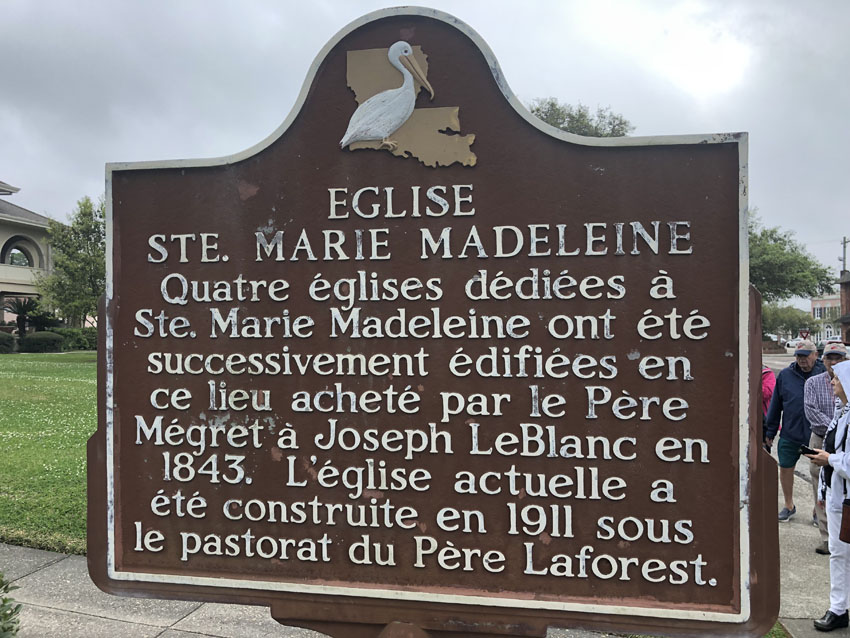 EGLISE
STE. MARIE MADELEINE
Quatre églises dédiées à
Ste. Marie Madeleine ont été
successivement édifiées en
ce lieu acheté par le Père
Mégret à Joseph LeBlanc en
1843. L'église actuelle a
été construite en 1911 sous
le pastorat du Père Laforest.